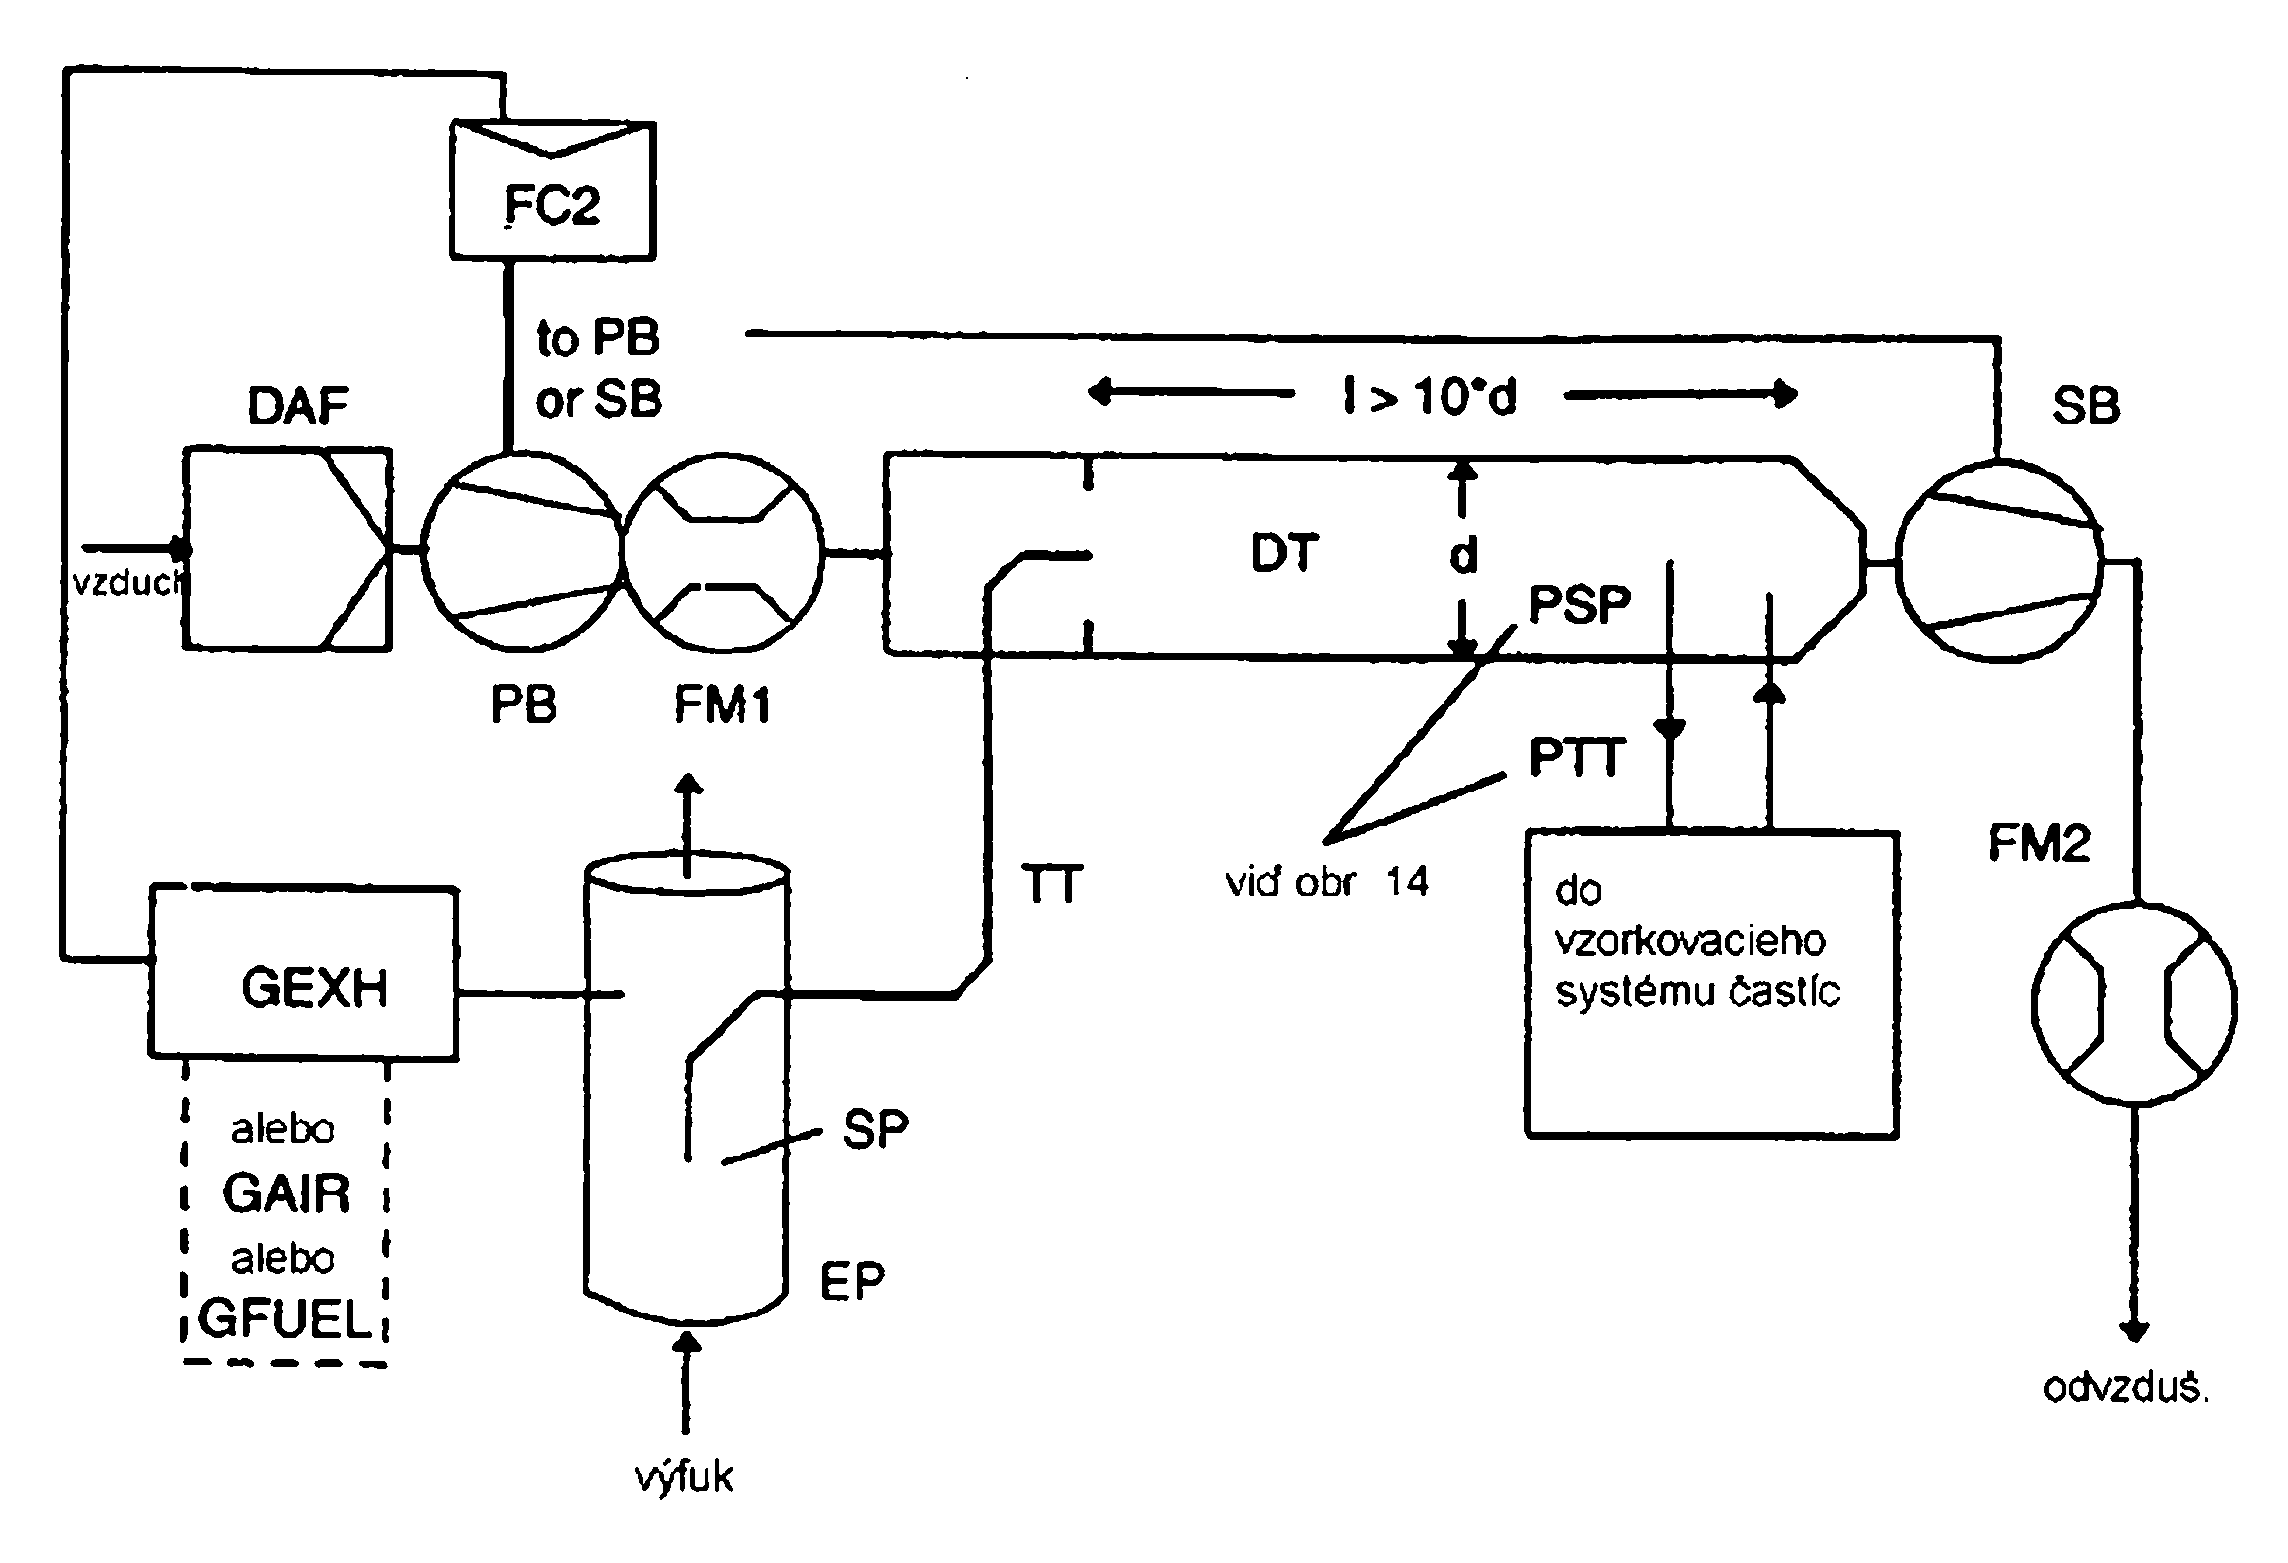 FC2
to PB
or SB
DAF
l > 10*d
SB
vzduch
DT
d
PSP
PB
FM1
PTT
FM2
TT
viď obr 14
do
vzorkovacieho
systému častíc
GEXH
alebo
GAIR
alebo
GFUEL
SP
EP
odvzduš.
výfuk